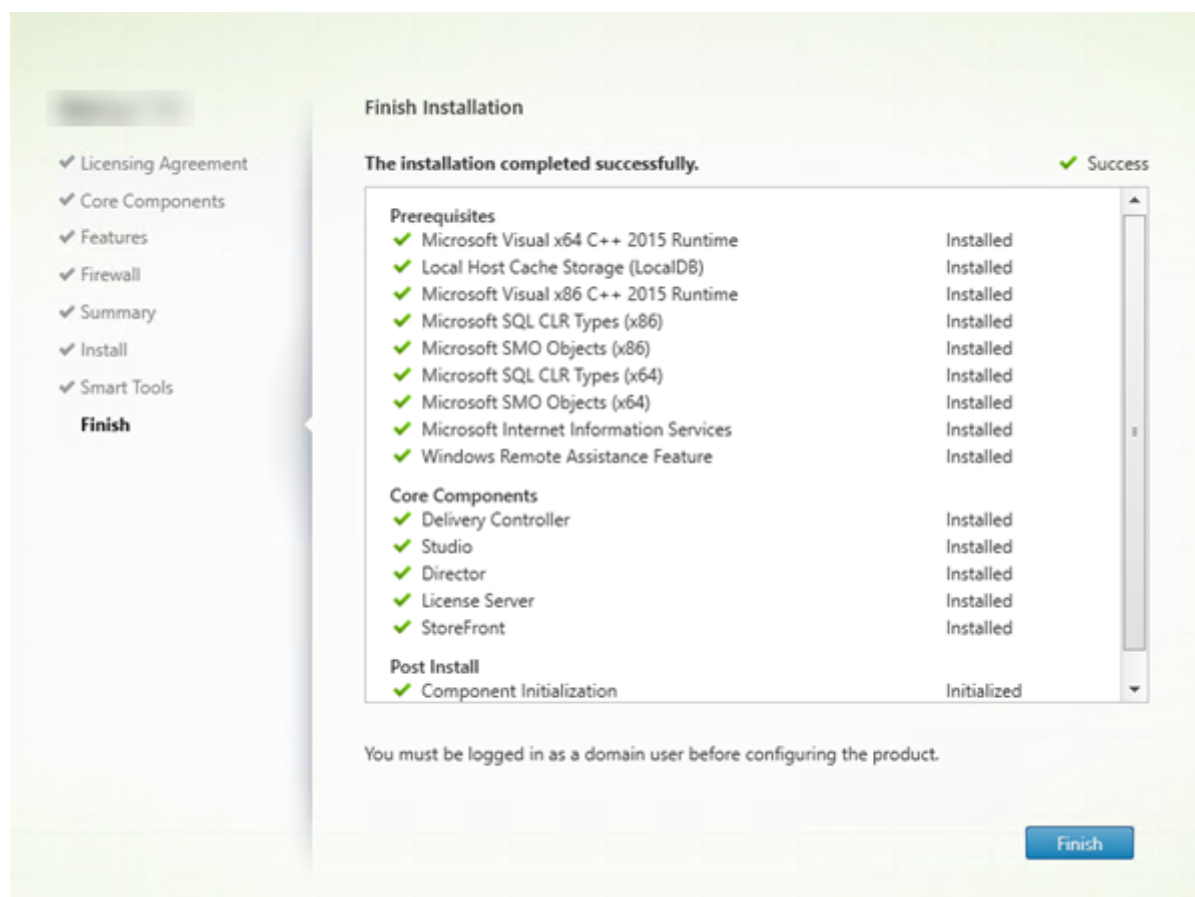 Finish Installation
Licensing Agreement
Core Components
Features
Firewall
Summary
Install
Smart Tools
Finish
The installation completed successfully. Success
Prerequisites
Microsoft Visual x64 C++ 2015 Runtime Installed
Local Host Cache Storage (LocalDB) Installed
Microsoft Visual x86 C++ 2015 Runtime Installed
Microsoft SQL CLR Types (x86) Installed
Microsoft SMO Objects (x86) Installed
Microsoft SQL CLR Types (x64) Installed
Microsoft SMO Objects (x64) Installed
Microsoft Internet Information Services Installed
Windows Remote Assistance Feature Installed
Core Components
Delivery Controller Installed
Studio Installed
Director Installed
License Server Installed
StoreFront Installed
Post Install
Component Initialization Initialized
You must be logged in as a domain user before configuring the product.
Finish